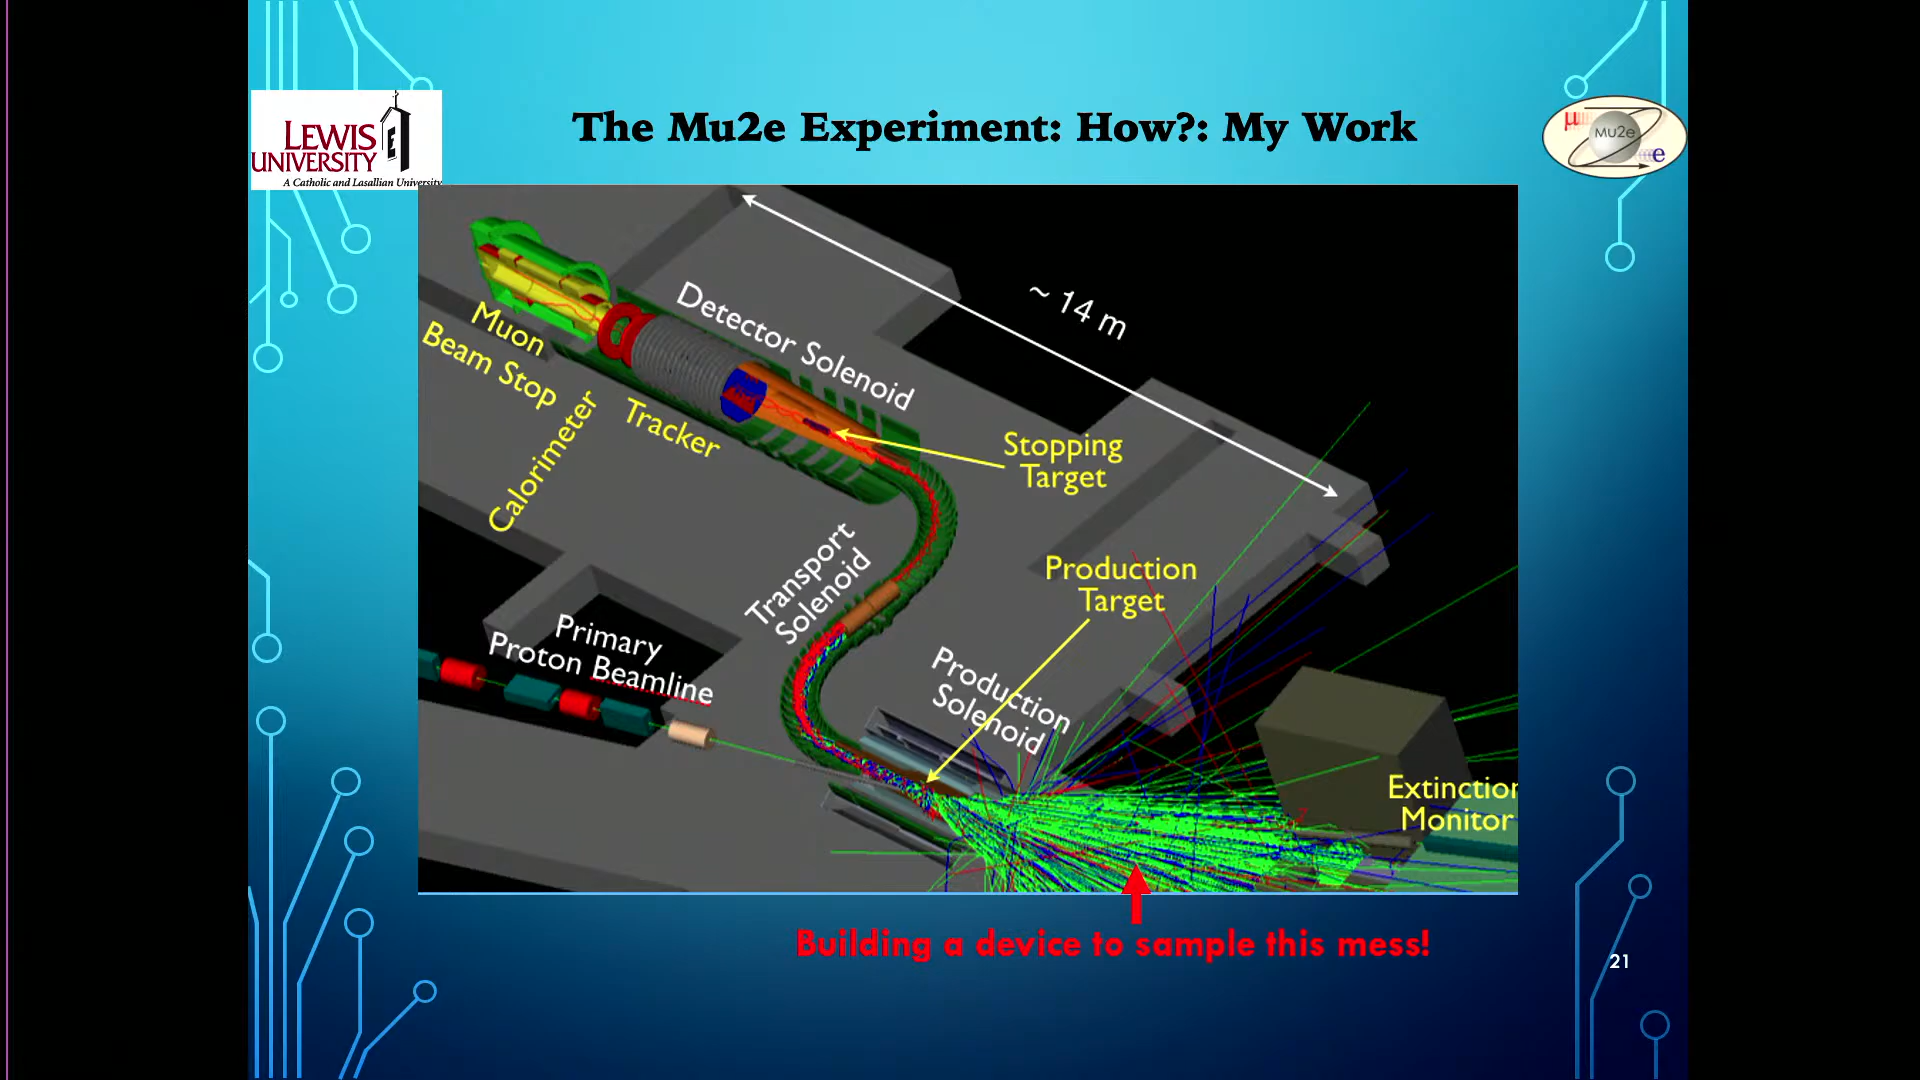 The Mu2e Experiment: How?: My Work
LEWIS
UNIVERSITY
A Catholic and Lasallian University
μ
Mu2e
e
~ 14 m
Detector Solenoid
Muon
Beam Stop
Calorimeter
Tracker
Stopping
Target
Transport
Solenoid
Production
Target
Primary
Proton Beamline
Production
Solenoid
Extinction
Monitor
Building a device to sample this mess!
21